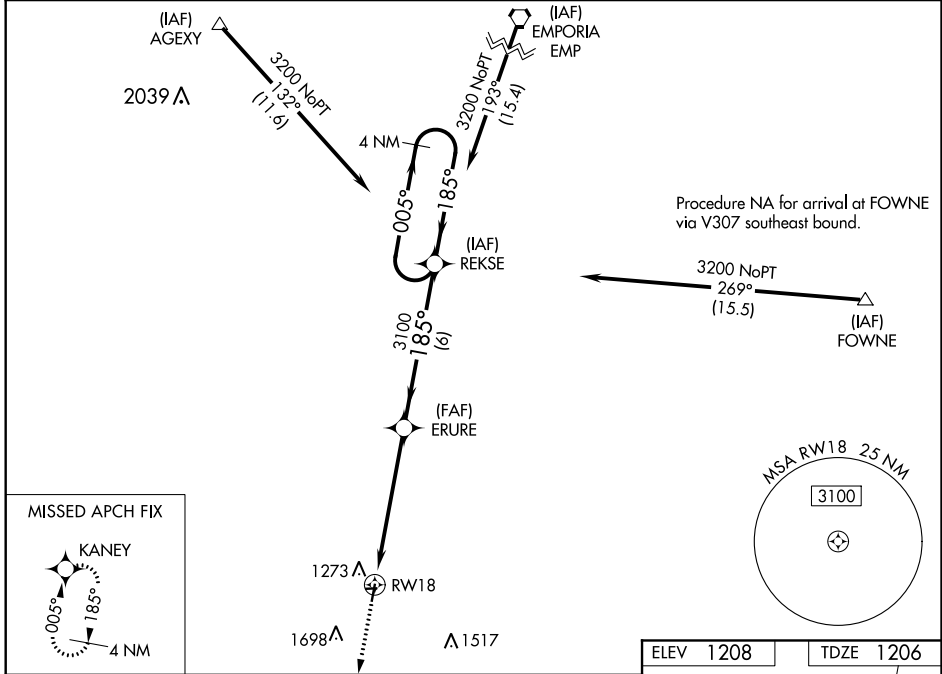 (IAF)
AGEXY
3200 NoPT
132°
(11.6)
2039
(IAF)
EMPORIA
EMP
3200 NoPT
193°
(15.4)
4 NM
005°
185°
(IAF)
REKSE
Procedure NA for arrival at FOWNE
via V307 southeast bound.
3200 NoPT
269°
(15.5)
(IAF)
FOWNE
3100
185°
(6)
(FAF)
ERURE
MSA RW18 25 NM
3100
MISSED APCH FIX
KANEY
005°
185°
4 NM
1273
RW18
1698
1517
ELEV 1208
TDZE 1206